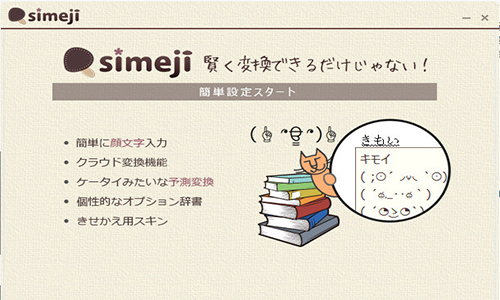 simeji
simeji 賢く変換できるだけじゃない！
簡単設定スタート
• 簡単に顔文字入力
• クラウド変換機能
• ケータイみたいな予測変換
• 個性的なオプション辞書
• きせかえ用スキン
きもい
キモイ